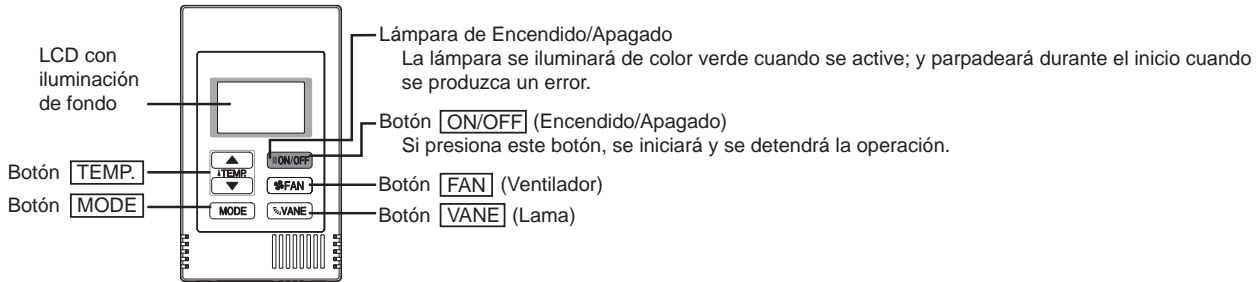 LCD con
iluminación
de fondo
Botón TEMP.
Botón MODE
ON/OFF
TEMP.
FAN
MODE
VANE
Lámpara de Encendido/Apagado
La lámpara se iluminará de color verde cuando se active; y parpadeará durante el inicio cuando
se produzca un error.
Botón ON/OFF (Encendido/Apagado)
Si presiona este botón, se iniciará y se detendrá la operación.
Botón FAN (Ventilador)
Botón VANE (Lama)